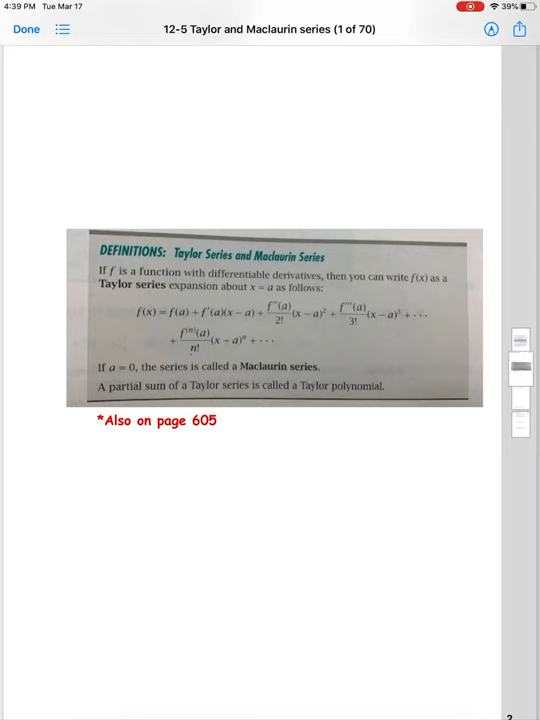 4:39 PM Tue Mar 17
39%
Done
12-5 Taylor and Maclaurin series (1 of 70)
DEFINITIONS: Taylor Series and Maclaurin Series
If f is a function with differentiable derivatives, then you can write f(x) as a
Taylor series expansion about x = a as follows:
f(x) = f(a) + f′(a)(x − a) + f″(a)/2! (x − a)² + f‴(a)/3! (x − a)³ + · · ·
+ f⁽ⁿ⁾(a)/n! (x − a)ⁿ + · · ·
If a = 0, the series is called a Maclaurin series.
A partial sum of a Taylor series is called a Taylor polynomial.
*Also on page 605
2